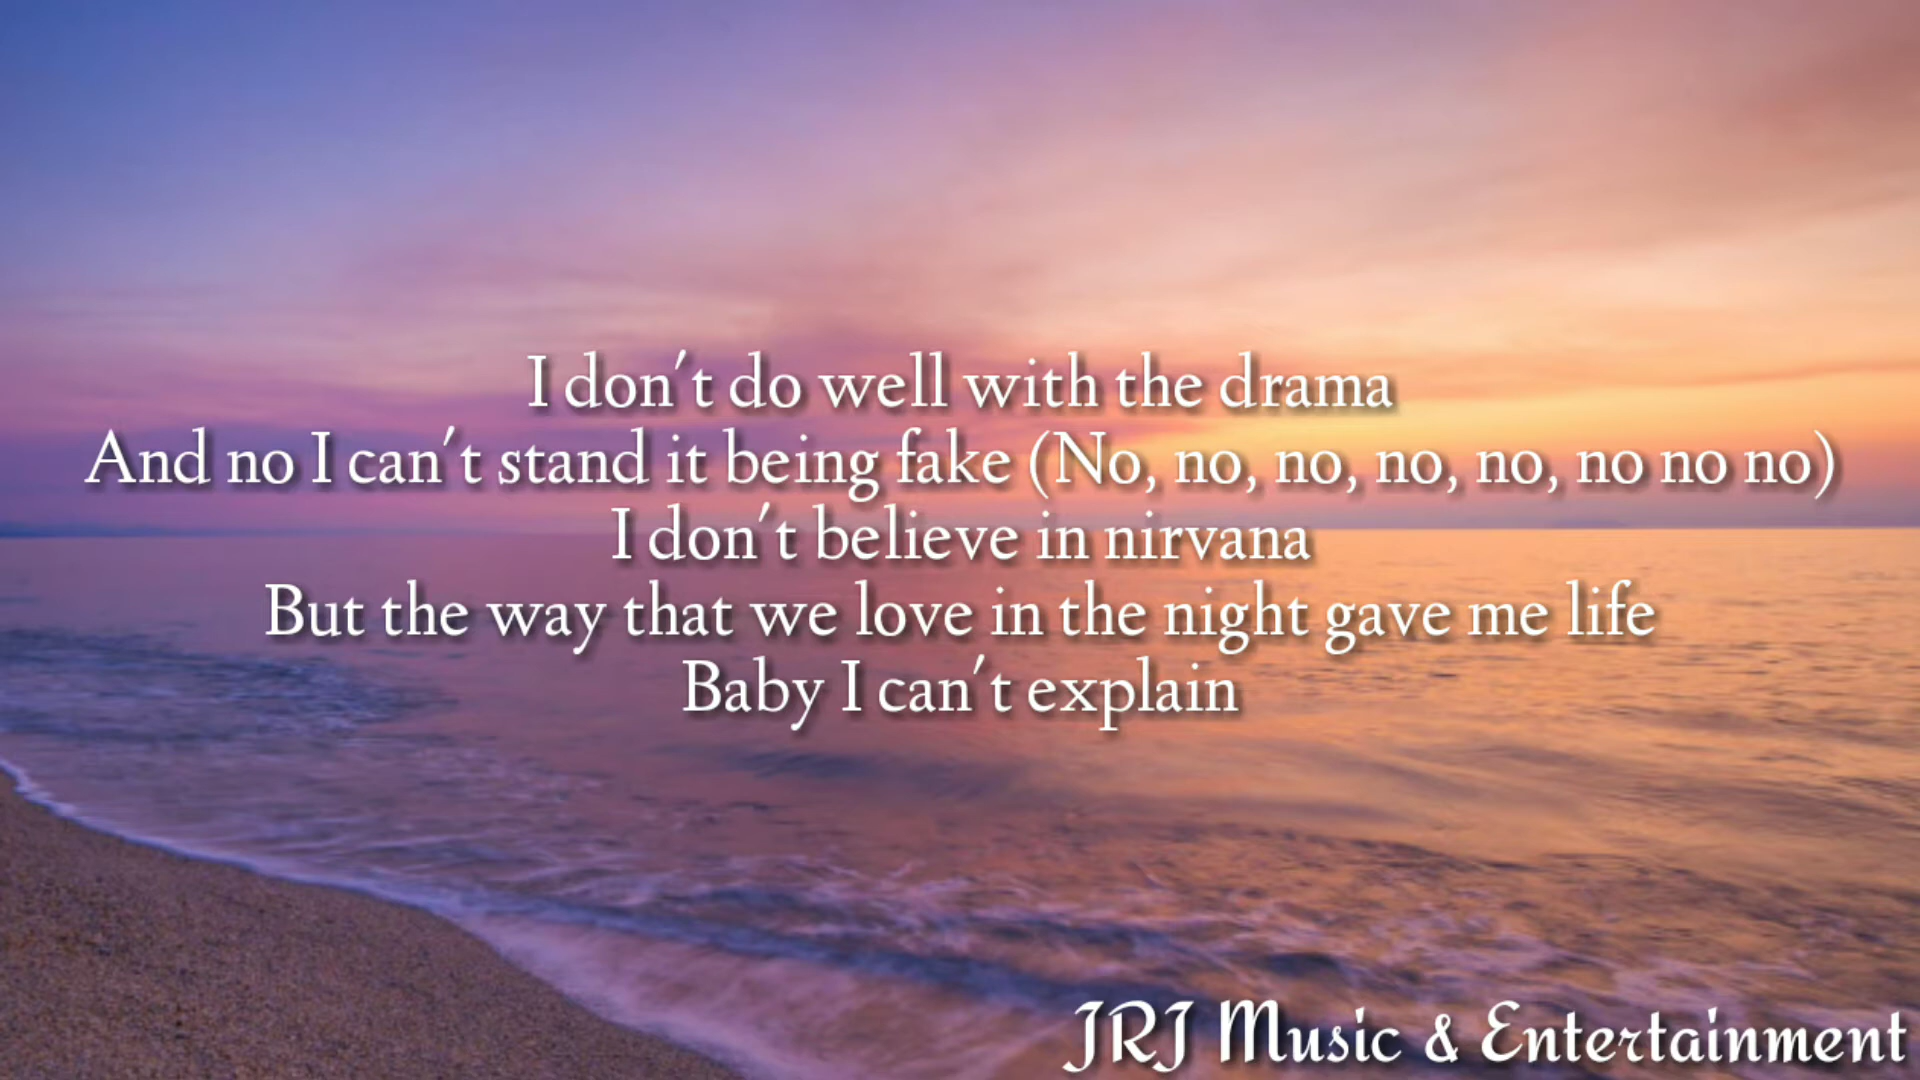 I don't do well with the drama
And no I can't stand it being fake (No, no, no, no, no, no no no)
I don't believe in nirvana
But the way that we love in the night gave me life
Baby I can't explain
JRJ Music & Entertainment